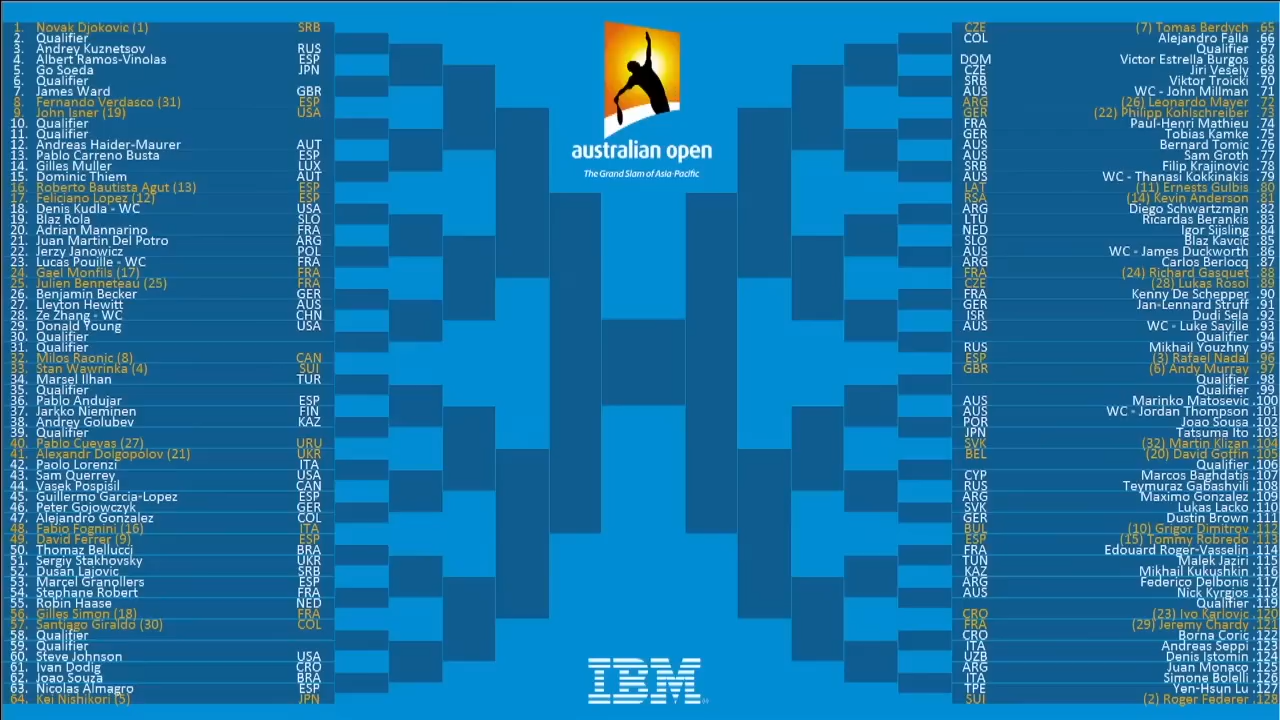 1. Novak Djokovic (1) SRB
2. Qualifier
3. Andrey Kuznetsov RUS
4. Albert Ramos-Vinolas ESP
5. Go Soeda JPN
6. Qualifier
7. James Ward GBR
8. Fernando Verdasco (31) ESP
9. John Isner (19) USA
10. Qualifier
11. Qualifier
12. Andreas Haider-Maurer AUT
13. Pablo Carreno Busta ESP
14. Gilles Muller LUX
15. Dominic Thiem AUT
16. Roberto Bautista Agut (13) ESP
17. Feliciano Lopez (12) ESP
18. Denis Kudla - WC USA
19. Blaz Rola SLO
20. Adrian Mannarino FRA
21. Juan Martin Del Potro ARG
22. Jerzy Janowicz POL
23. Lucas Pouille - WC FRA
24. Gael Monfils (17) FRA
25. Julien Benneteau (25) FRA
26. Benjamin Becker GER
27. Lleyton Hewitt AUS
28. Ze Zhang - WC CHN
29. Donald Young USA
30. Qualifier
31. Qualifier
32. Milos Raonic (8) CAN
33. Stan Wawrinka (4) SUI
34. Marsel Ilhan TUR
35. Qualifier
36. Pablo Andujar ESP
37. Jarkko Nieminen FIN
38. Andrey Golubev KAZ
39. Qualifier
40. Pablo Cuevas (27) URU
41. Alexandr Dolgopolov (21) UKR
42. Paolo Lorenzi ITA
43. Sam Querrey USA
44. Vasek Pospisil CAN
45. Guillermo Garcia-Lopez ESP
46. Peter Gojowczyk GER
47. Alejandro Gonzalez COL
48. Fabio Fognini (16) ITA
49. David Ferrer (9) ESP
50. Thomaz Bellucci BRA
51. Sergiy Stakhovsky UKR
52. Dusan Lajovic SRB
53. Marcel Granollers ESP
54. Stephane Robert FRA
55. Robin Haase NED
56. Gilles Simon (18) FRA
57. Santiago Giraldo (30) COL
58. Qualifier
59. Qualifier
60. Steve Johnson USA
61. Ivan Dodig CRO
62. Joao Souza BRA
63. Nicolas Almagro ESP
64. Kei Nishikori (5) JPN
australian open
The Grand Slam of Asia-Pacific
IBM
CZE (7) Tomas Berdych .65
COL Alejandro Falla .66
Qualifier .67
DOM Victor Estrella Burgos .68
CZE Jiri Vesely .69
SRB Viktor Troicki .70
AUS WC - John Millman .71
ARG (26) Leonardo Mayer .72
GER (22) Philipp Kohlschreiber .73
FRA Paul-Henri Mathieu .74
GER Tobias Kamke .75
AUS Bernard Tomic .76
AUS Sam Groth .77
SRB Filip Krajinovic .78
AUS WC - Thanasi Kokkinakis .79
LAT (11) Ernests Gulbis .80
RSA (14) Kevin Anderson .81
ARG Diego Schwartzman .82
LTU Ricardas Berankis .83
NED Igor Sijsling .84
SLO Blaz Kavcic .85
AUS WC - James Duckworth .86
ARG Carlos Berlocq .87
FRA (24) Richard Gasquet .88
CZE (28) Lukas Rosol .89
FRA Kenny De Schepper .90
GER Jan-Lennard Struff .91
ISR Dudi Sela .92
AUS WC - Luke Saville .93
Qualifier .94
RUS Mikhail Youzhny .95
ESP (3) Rafael Nadal .96
GBR (6) Andy Murray .97
Qualifier .98
Qualifier .99
AUS Marinko Matosevic .100
AUS WC - Jordan Thompson .101
POR Joao Sousa .102
JPN Tatsuma Ito .103
SVK (32) Martin Klizan .104
BEL (20) David Goffin .105
Qualifier .106
CYP Marcos Baghdatis .107
RUS Teymuraz Gabashvili .108
ARG Maximo Gonzalez .109
SVK Lukas Lacko .110
GER Dustin Brown .111
BUL (10) Grigor Dimitrov .112
ESP (15) Tommy Robredo .113
FRA Edouard Roger-Vasselin .114
TUN Malek Jaziri .115
KAZ Mikhail Kukushkin .116
ARG Federico Delbonis .117
AUS Nick Kyrgios .118
Qualifier .119
CRO (23) Ivo Karlovic .120
FRA (29) Jeremy Chardy .121
CRO Borna Coric .122
ITA Andreas Seppi .123
UZB Denis Istomin .124
ARG Juan Monaco .125
ITA Simone Bolelli .126
TPE Yen-Hsun Lu .127
SUI (2) Roger Federer .128